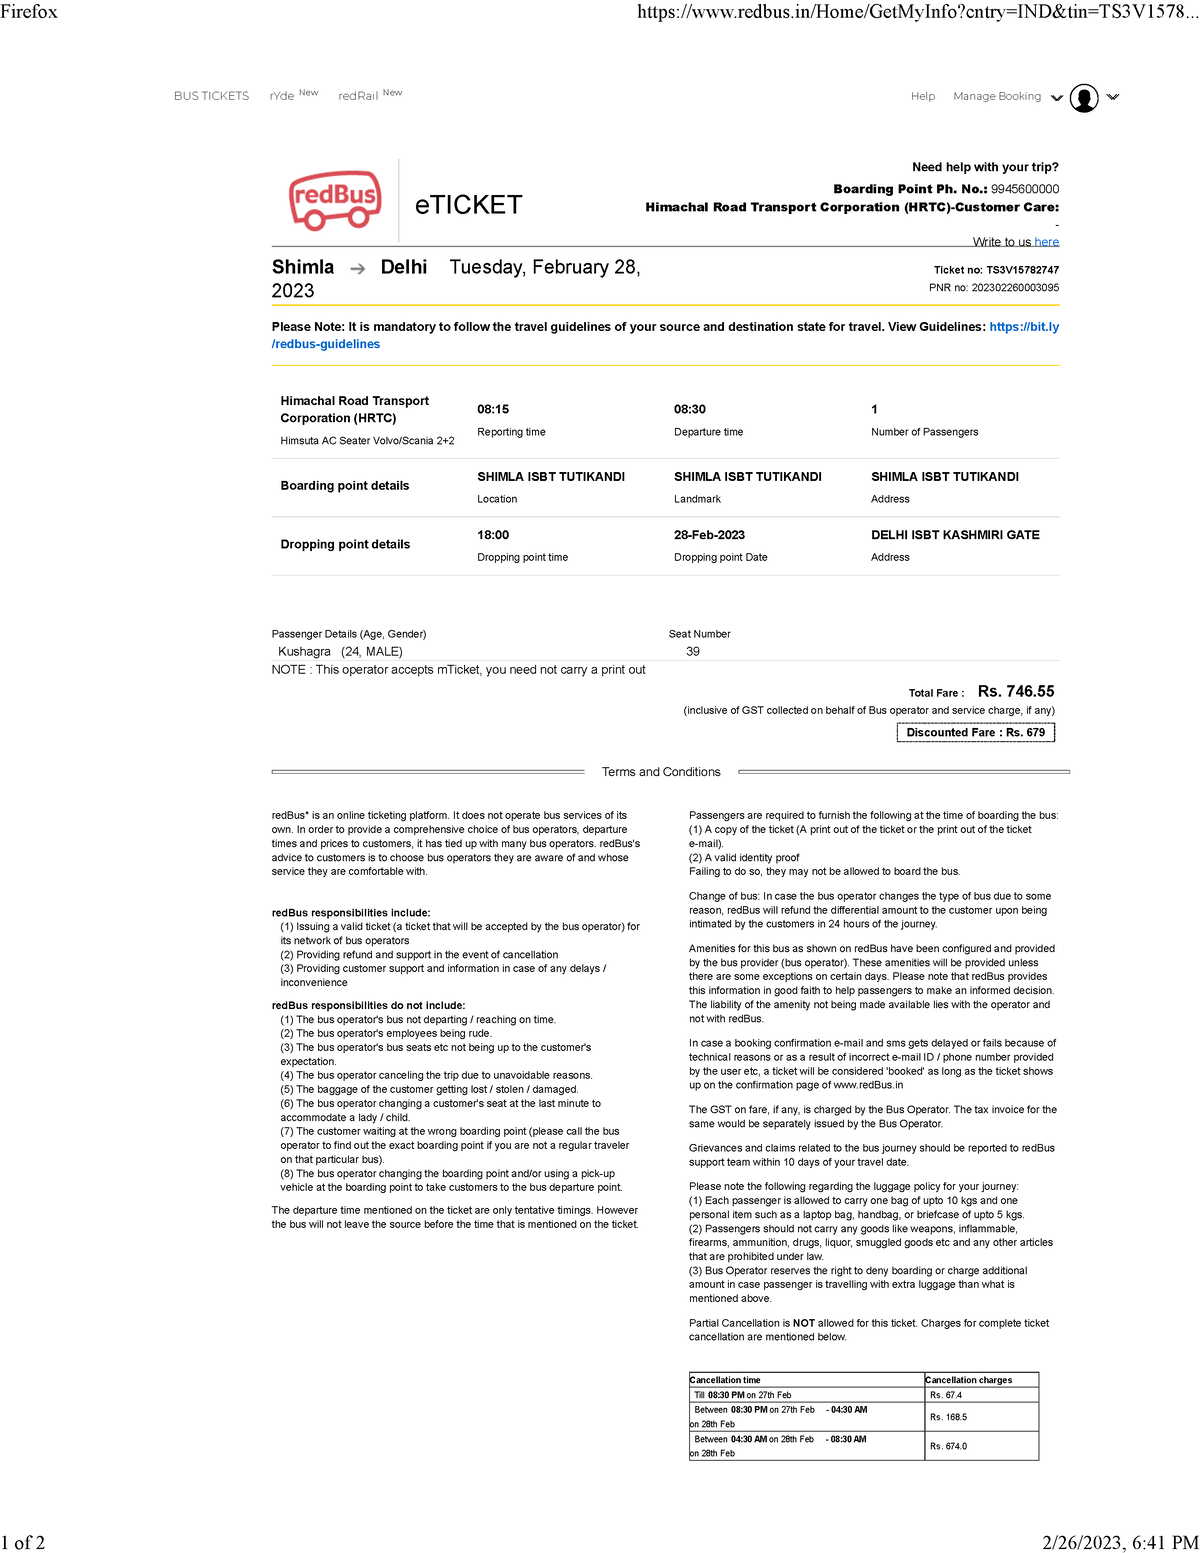 Firefox
https://www.redbus.in/Home/GetMyInfo?cntry=IND&tin=TS3V1578...
BUS TICKETS rYde New redRail New
Help Manage Booking
redBus
eTICKET
Need help with your trip?
Boarding Point Ph. No.: 9945600000
Himachal Road Transport Corporation (HRTC)-Customer Care:
-
Write to us here
Shimla → Delhi Tuesday, February 28,
2023
Ticket no: TS3V15782747
PNR no: 202302260003095
Please Note: It is mandatory to follow the travel guidelines of your source and destination state for travel. View Guidelines: https://bit.ly
/redbus-guidelines
Himachal Road Transport
Corporation (HRTC)
Himsuta AC Seater Volvo/Scania 2+2
08:15
Reporting time
08:30
Departure time
1
Number of Passengers
Boarding point details
SHIMLA ISBT TUTIKANDI
Location
SHIMLA ISBT TUTIKANDI
Landmark
SHIMLA ISBT TUTIKANDI
Address
Dropping point details
18:00
Dropping point time
28-Feb-2023
Dropping point Date
DELHI ISBT KASHMIRI GATE
Address
Passenger Details (Age, Gender) Seat Number
Kushagra (24, MALE) 39
NOTE : This operator accepts mTicket, you need not carry a print out
Total Fare : Rs. 746.55
(inclusive of GST collected on behalf of Bus operator and service charge, if any)
Discounted Fare : Rs. 679
Terms and Conditions
redBus* is an online ticketing platform. It does not operate bus services of its
own. In order to provide a comprehensive choice of bus operators, departure
times and prices to customers, it has tied up with many bus operators. redBus's
advice to customers is to choose bus operators they are aware of and whose
service they are comfortable with.
redBus responsibilities include:
(1) Issuing a valid ticket (a ticket that will be accepted by the bus operator) for
its network of bus operators
(2) Providing refund and support in the event of cancellation
(3) Providing customer support and information in case of any delays /
inconvenience
redBus responsibilities do not include:
(1) The bus operator's bus not departing / reaching on time.
(2) The bus operator's employees being rude.
(3) The bus operator's bus seats etc not being up to the customer's
expectation.
(4) The bus operator canceling the trip due to unavoidable reasons.
(5) The baggage of the customer getting lost / stolen / damaged.
(6) The bus operator changing a customer's seat at the last minute to
accommodate a lady / child.
(7) The customer waiting at the wrong boarding point (please call the bus
operator to find out the exact boarding point if you are not a regular traveler
on that particular bus).
(8) The bus operator changing the boarding point and/or using a pick-up
vehicle at the boarding point to take customers to the bus departure point.
The departure time mentioned on the ticket are only tentative timings. However
the bus will not leave the source before the time that is mentioned on the ticket.
Passengers are required to furnish the following at the time of boarding the bus:
(1) A copy of the ticket (A print out of the ticket or the print out of the ticket
e-mail).
(2) A valid identity proof
Failing to do so, they may not be allowed to board the bus.
Change of bus: In case the bus operator changes the type of bus due to some
reason, redBus will refund the differential amount to the customer upon being
intimated by the customers in 24 hours of the journey.
Amenities for this bus as shown on redBus have been configured and provided
by the bus provider (bus operator). These amenities will be provided unless
there are some exceptions on certain days. Please note that redBus provides
this information in good faith to help passengers to make an informed decision.
The liability of the amenity not being made available lies with the operator and
not with redBus.
In case a booking confirmation e-mail and sms gets delayed or fails because of
technical reasons or as a result of incorrect e-mail ID / phone number provided
by the user etc, a ticket will be considered 'booked' as long as the ticket shows
up on the confirmation page of www.redBus.in
The GST on fare, if any, is charged by the Bus Operator. The tax invoice for the
same would be separately issued by the Bus Operator.
Grievances and claims related to the bus journey should be reported to redBus
support team within 10 days of your travel date.
Please note the following regarding the luggage policy for your journey:
(1) Each passenger is allowed to carry one bag of upto 10 kgs and one
personal item such as a laptop bag, handbag, or briefcase of upto 5 kgs.
(2) Passengers should not carry any goods like weapons, inflammable,
firearms, ammunition, drugs, liquor, smuggled goods etc and any other articles
that are prohibited under law.
(3) Bus Operator reserves the right to deny boarding or charge additional
amount in case passenger is travelling with extra luggage than what is
mentioned above.
Partial Cancellation is NOT allowed for this ticket. Charges for complete ticket
cancellation are mentioned below.
Cancellation time Cancellation charges
Till 08:30 PM on 27th Feb Rs. 67.4
Between 08:30 PM on 27th Feb - 04:30 AM
on 28th Feb
Rs. 168.5
Between 04:30 AM on 28th Feb - 08:30 AM
on 28th Feb
Rs. 674.0
1 of 2
2/26/2023, 6:41 PM